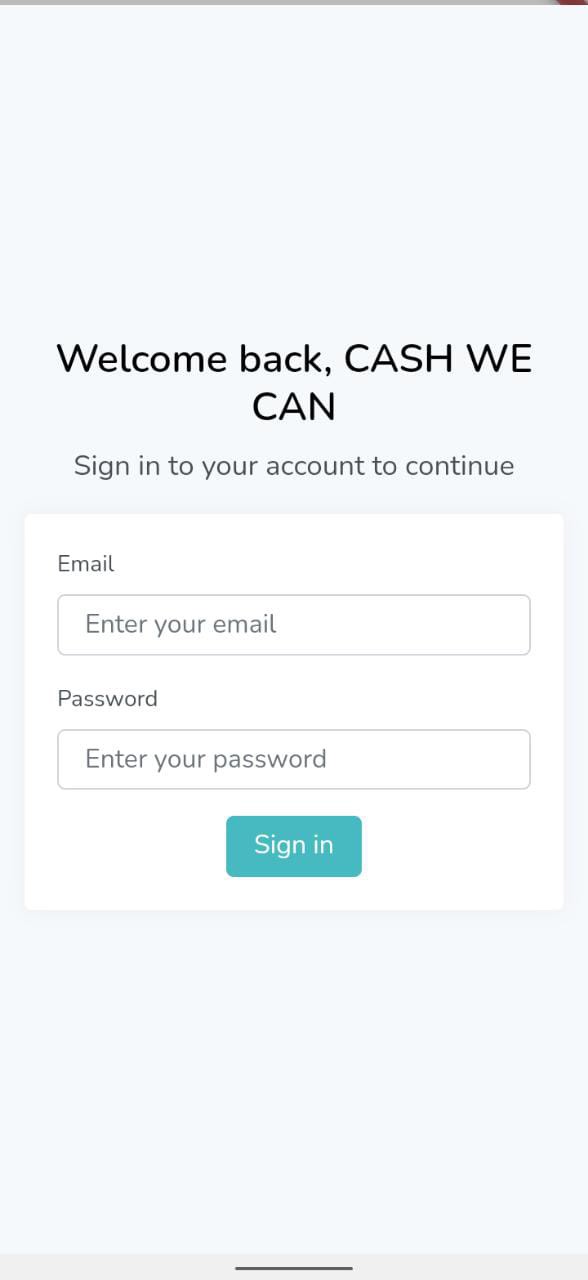 Welcome back, CASH WE
CAN
Sign in to your account to continue
Email
Enter your email
Password
Enter your password
Sign in